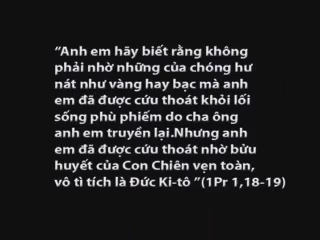 "Anh em hãy biết rằng không
phải nhờ những của chóng hư
nát như vàng hay bạc mà anh
em đã được cứu thoát khỏi lối
sống phù phiếm do cha ông
anh em truyền lại.Nhưng anh
em đã được cứu thoát nhờ bửu
huyết của Con Chiên vẹn toàn,
vô tì tích là Đức Ki-tô "(1Pr 1,18-19)